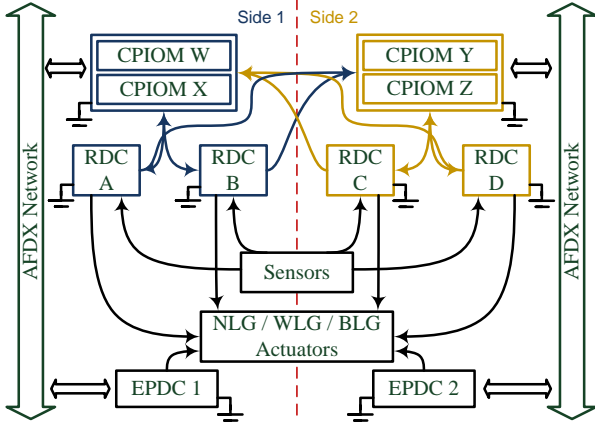 Side 1
Side 2
CPIOM W
CPIOM X
CPIOM Y
CPIOM Z
RDC
A
RDC
B
RDC
C
RDC
D
AFDX Network
AFDX Network
Sensors
NLG / WLG / BLG
Actuators
EPDC 1
EPDC 2